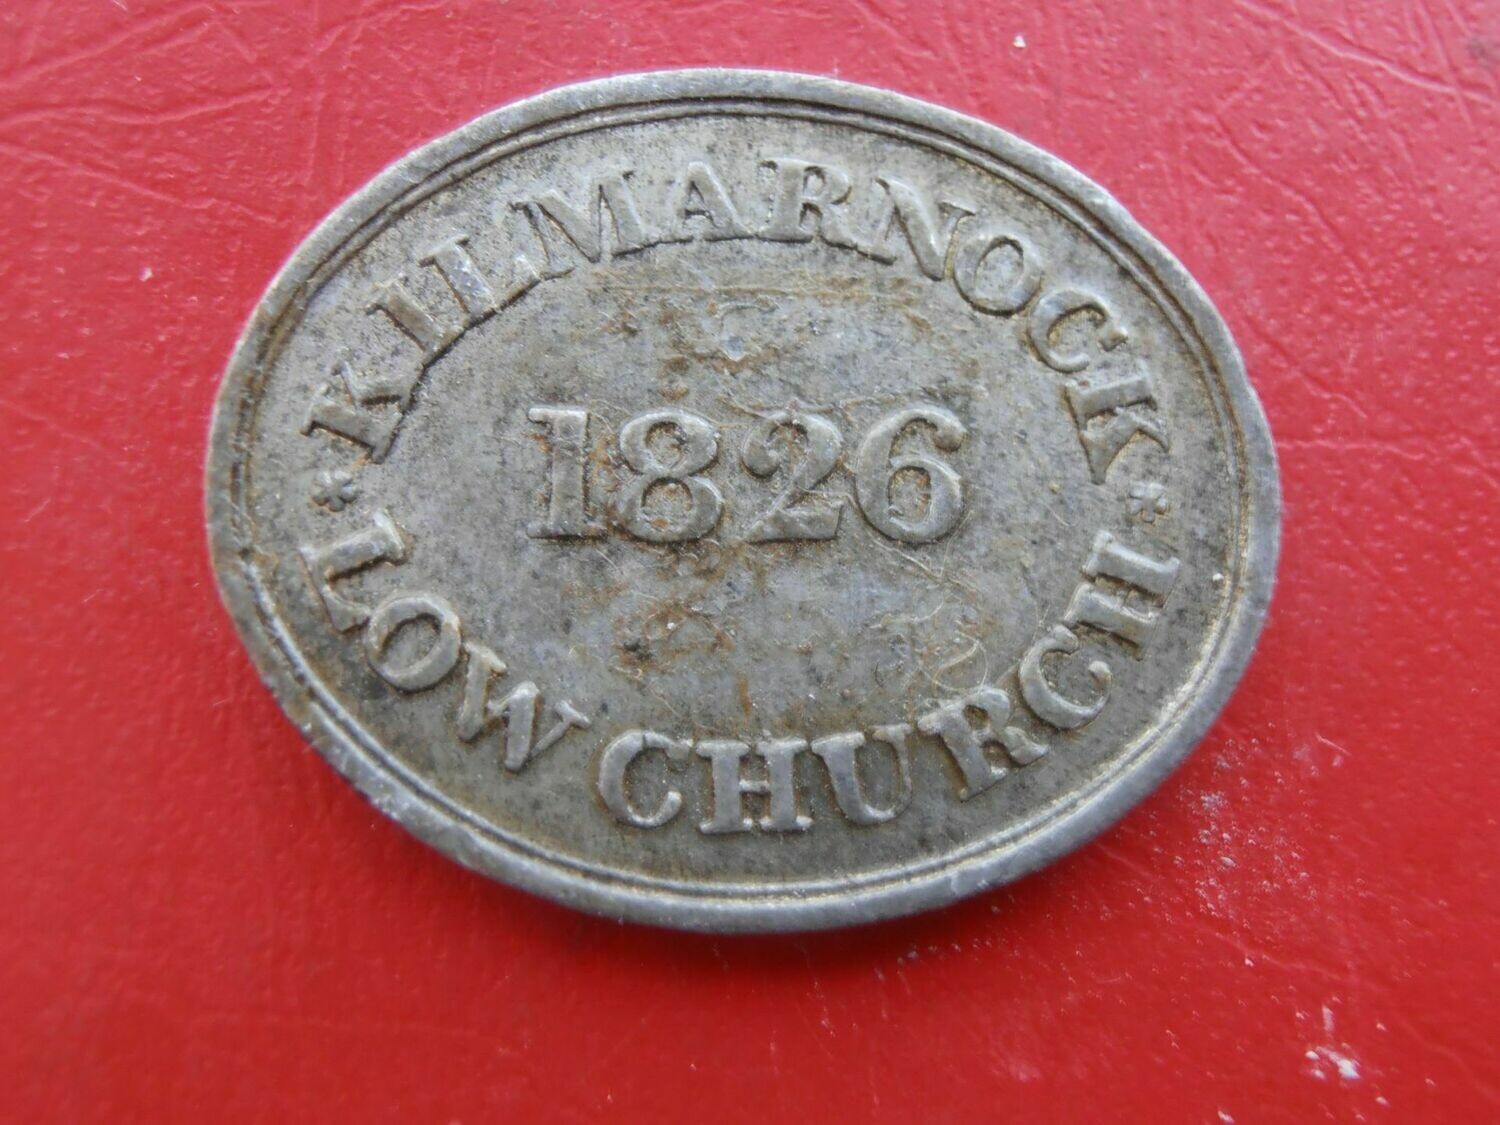 KILMARNOCK
1826
* LOW CHURCH *